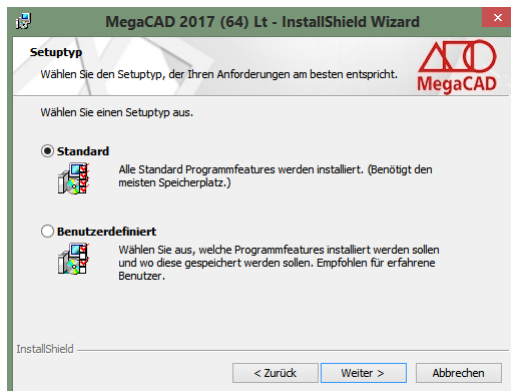 MegaCAD 2017 (64) Lt - InstallShield Wizard
Setuptyp
Wählen Sie den Setuptyp, der Ihren Anforderungen am besten entspricht.
MegaCAD
Wählen Sie einen Setuptyp aus.
Standard
Alle Standard Programmfeatures werden installiert. (Benötigt den
meisten Speicherplatz.)
Benutzerdefiniert
Wählen Sie aus, welche Programmfeatures installiert werden sollen
und wo diese gespeichert werden sollen. Empfohlen für erfahrene
Benutzer.
InstallShield
< Zurück
Weiter >
Abbrechen